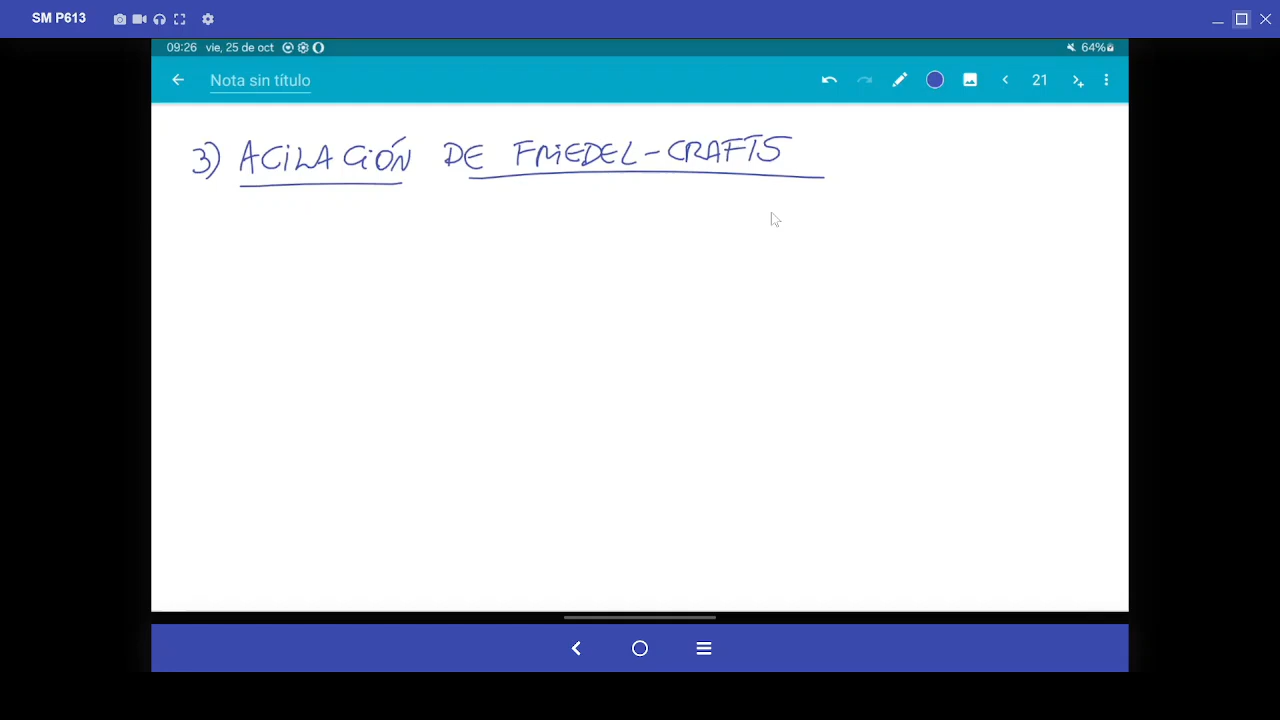 SM P613
09:26 vie, 25 de oct 64%
Nota sin título 21
3) ACILACIÓN DE FRIEDEL-CRAFTS